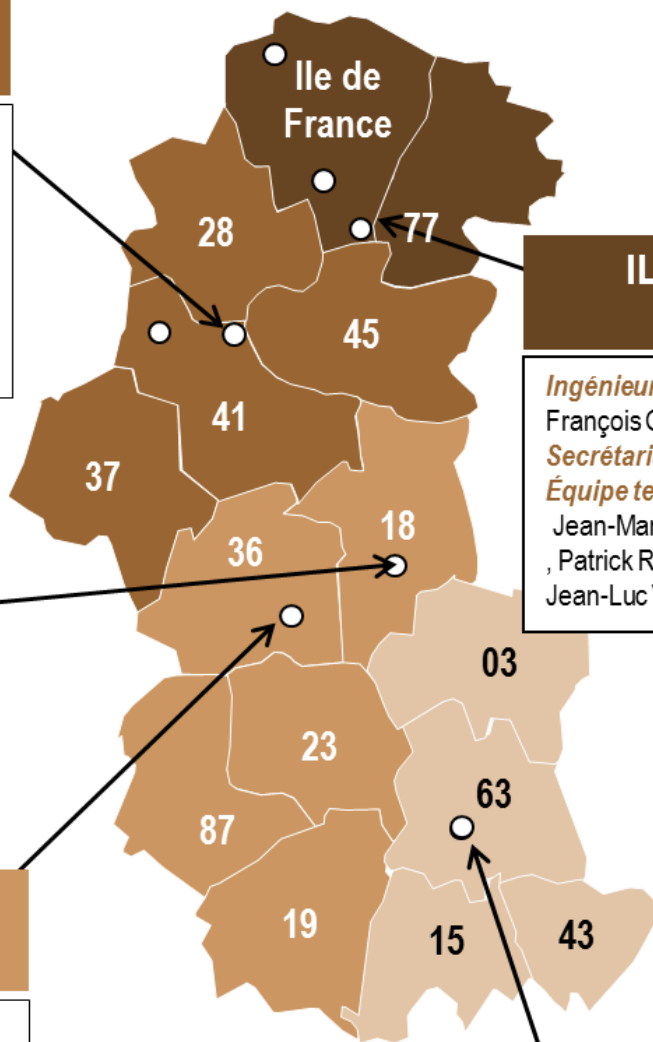 Ile de
France
28
77
IL
45
41
37
Ingénieur
François
Secrétari
Équipe te
Jean-Mar
, Patrick R
Jean-Luc
18
36
03
23
63
87
19
15
43